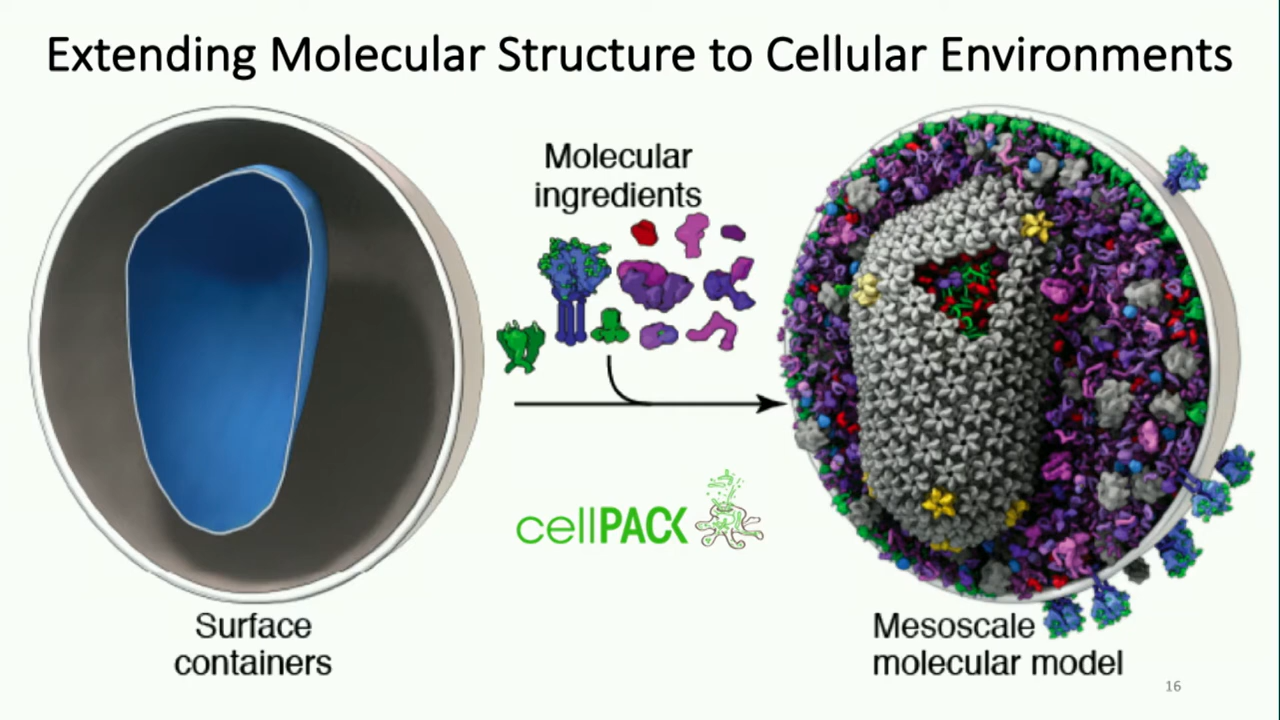 Extending Molecular Structure to Cellular Environments
Molecular
ingredients
cellPACK
Surface
containers
Mesoscale
molecular model
16